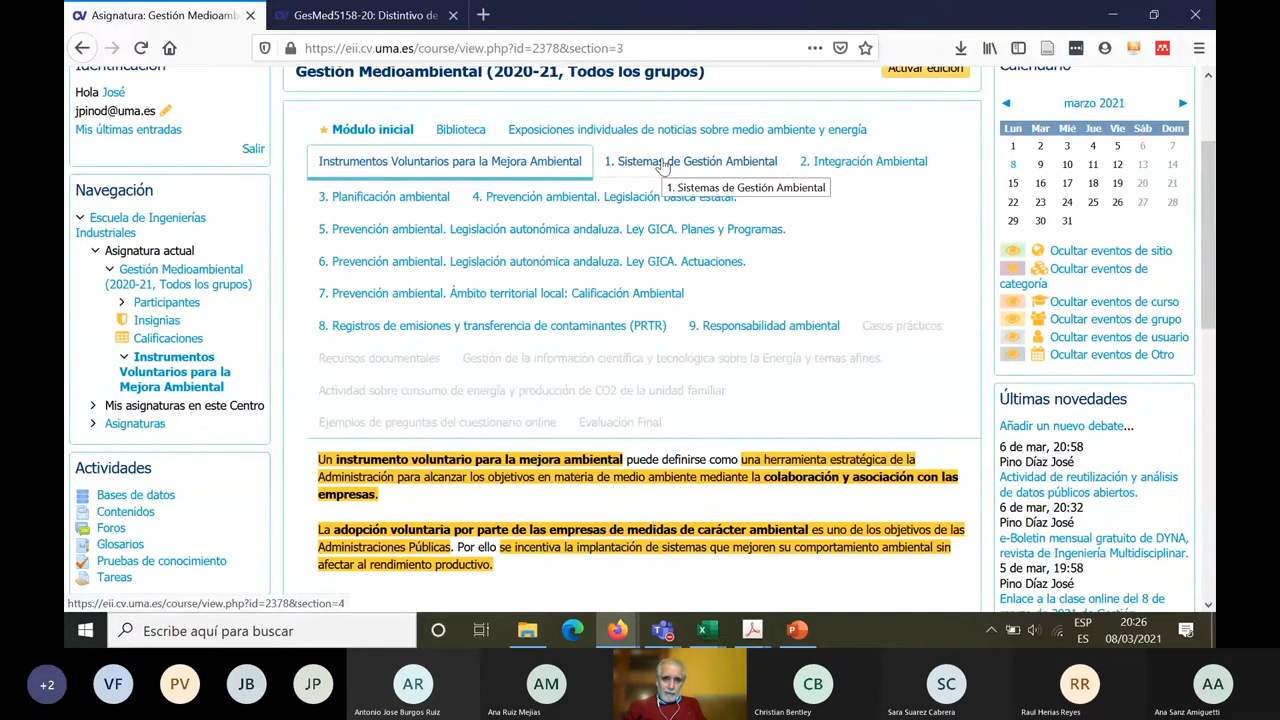 Asignatura: Gestión Medioamb
GesMed5158-20: Distintivo de
https://eii.cv.uma.es/course/view.php?id=2378&section=3
Identificación
Hola José
jpinod@uma.es
Mis últimas entradas
Salir
Navegación
Escuela de Ingenierías
Industriales
Asignatura actual
Gestión Medioambiental
(2020-21, Todos los grupos)
Participantes
Insignias
Calificaciones
Instrumentos
Voluntarios para la
Mejora Ambiental
Mis asignaturas en este Centro
Asignaturas
Actividades
Bases de datos
Contenidos
Foros
Glosarios
Pruebas de conocimiento
Tareas
https://eii.cv.uma.es/course/view.php?id=2378&section=4
Gestión Medioambiental (2020-21, Todos los grupos)
Activar edición
Módulo inicial
Biblioteca
Exposiciones individuales de noticias sobre medio ambiente y energía
Instrumentos Voluntarios para la Mejora Ambiental
1. Sistemas de Gestión Ambiental
2. Integración Ambiental
1. Sistemas de Gestión Ambiental
3. Planificación ambiental
4. Prevención ambiental. Legislación básica estatal.
5. Prevención ambiental. Legislación autonómica andaluza. Ley GICA. Planes y Programas.
6. Prevención ambiental. Legislación autonómica andaluza. Ley GICA. Actuaciones.
7. Prevención ambiental. Ámbito territorial local: Calificación Ambiental
8. Registros de emisiones y transferencia de contaminantes (PRTR)
9. Responsabilidad ambiental
Casos prácticos
Recursos documentales
Gestión de la información científica y tecnológica sobre la Energía y temas afines.
Actividad sobre consumo de energía y producción de CO2 de la unidad familiar
Ejemplos de preguntas del cuestionario online
Evaluación Final
Un instrumento voluntario para la mejora ambiental puede definirse como una herramienta estratégica de la
Administración para alcanzar los objetivos en materia de medio ambiente mediante la colaboración y asociación con las
empresas.
La adopción voluntaria por parte de las empresas de medidas de carácter ambiental es uno de los objetivos de las
Administraciones Públicas. Por ello se incentiva la implantación de sistemas que mejoren su comportamiento ambiental sin
afectar al rendimiento productivo.
Calendario
marzo 2021
Lun Mar Mié Jue Vie Sáb Dom
1 2 3 4 5 6 7
8 9 10 11 12 13 14
15 16 17 18 19 20 21
22 23 24 25 26 27 28
29 30 31
Ocultar eventos de sitio
Ocultar eventos de
categoría
Ocultar eventos de curso
Ocultar eventos de grupo
Ocultar eventos de usuario
Ocultar eventos de Otro
Últimas novedades
Añadir un nuevo debate...
6 de mar, 20:58
Pino Díaz José
Actividad de reutilización y análisis
de datos públicos abiertos.
6 de mar, 20:32
Pino Díaz José
e-Boletin mensual gratuito de DYNA,
revista de Ingeniería Multidisciplinar.
5 de mar, 19:58
Pino Díaz José
Enlace a la clase online del 8 de
marzo de 2021 de Gestión
Escribe aquí para buscar
ESP
ES
20:26
08/03/2021
+2
VF
PV
JB
JP
AR
Antonio Jose Burgos Ruiz
AM
Ana Ruiz Mejias
CB
Christian Bentley
SC
Sara Suarez Cabrera
RR
Raul Herias Reyes
AA
Ana Sanz Amiguetti